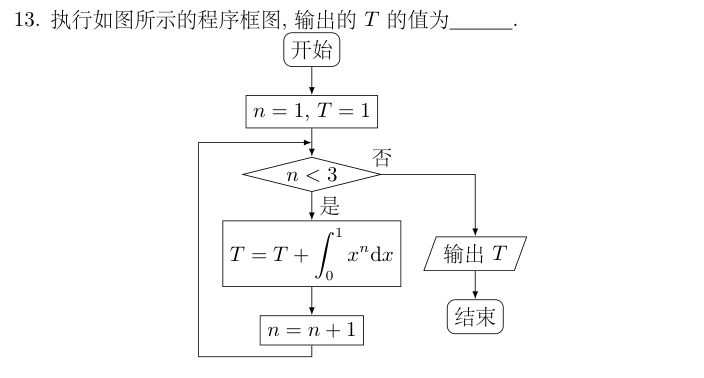 13. 执行如图所示的程序框图, 输出的 T 的值为______.
开始
n = 1, T = 1
n < 3
否
是
T = T + ∫₀¹ xⁿdx
输出 T
n = n + 1
结束